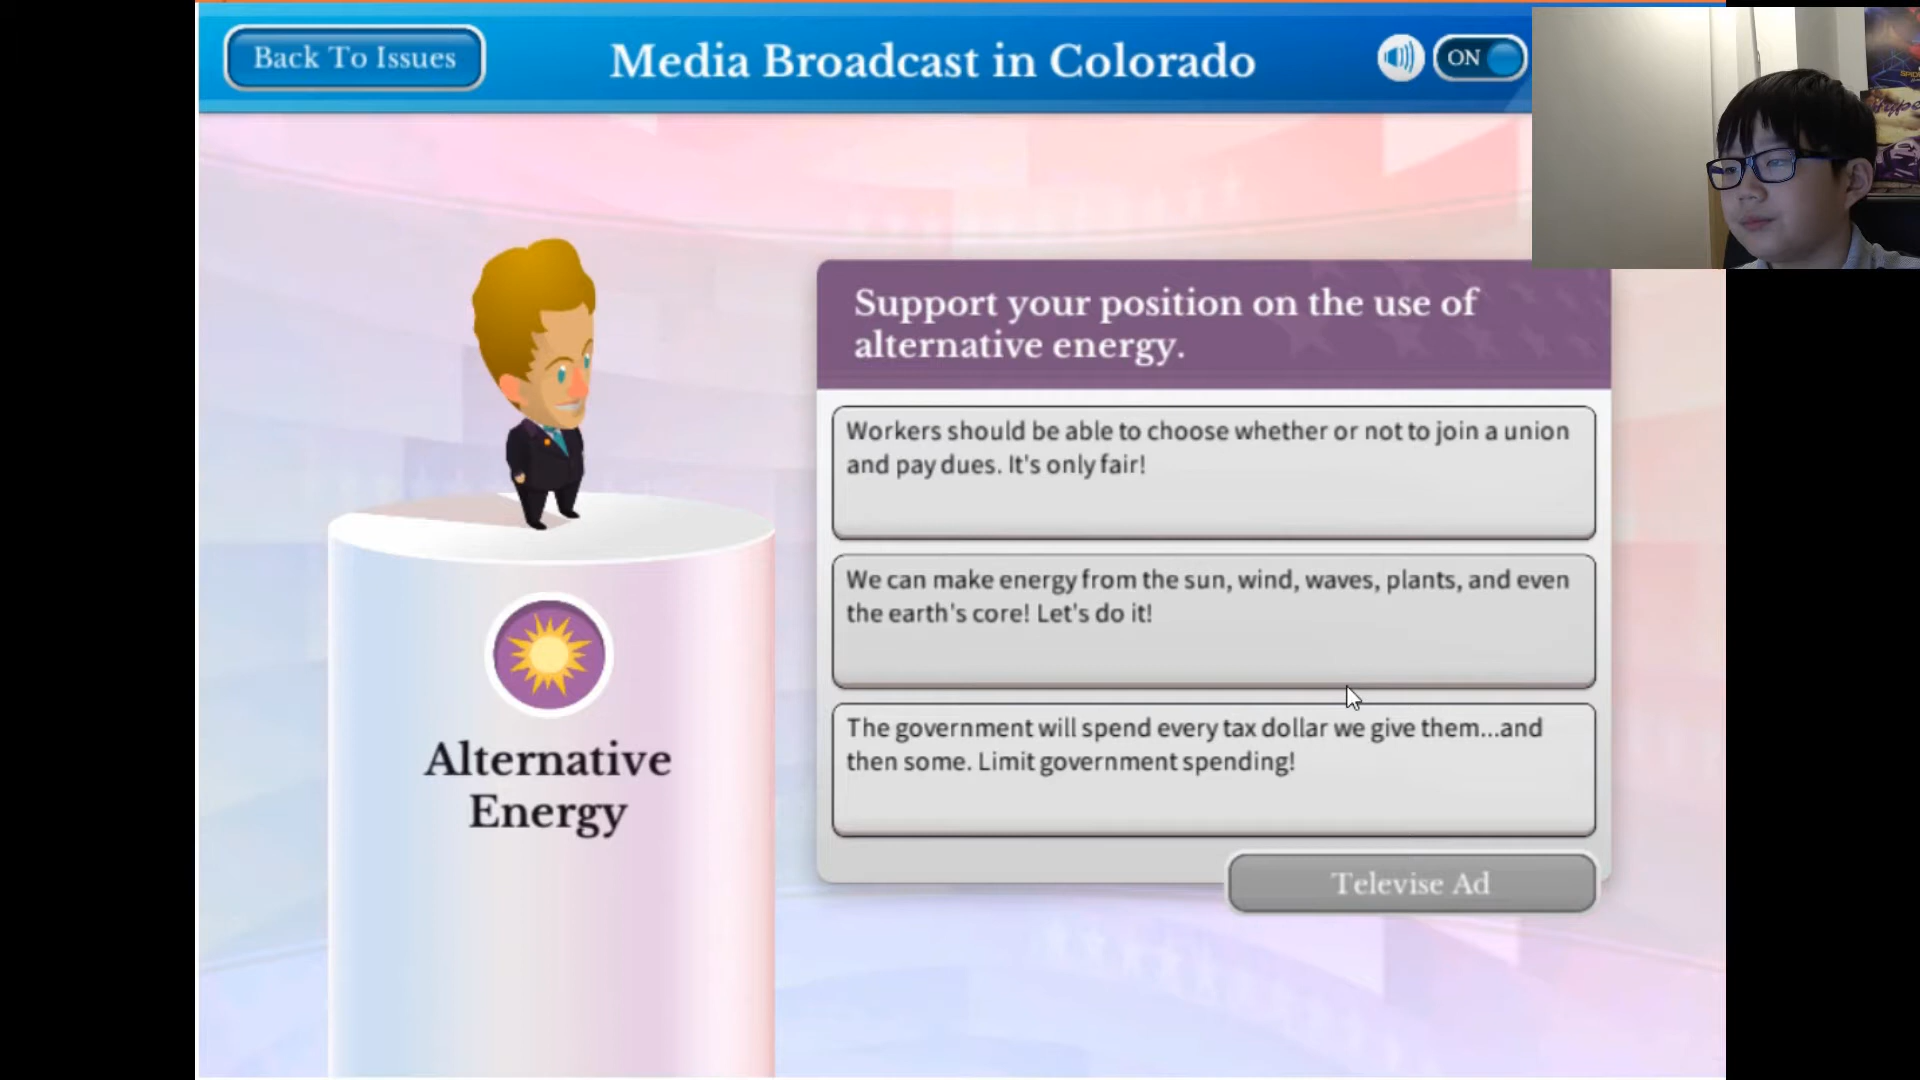 Back To Issues
Media Broadcast in Colorado
ON
Support your position on the use of
alternative energy.
Workers should be able to choose whether or not to join a union
and pay dues. It's only fair!
We can make energy from the sun, wind, waves, plants, and even
the earth's core! Let's do it!
The government will spend every tax dollar we give them...and
then some. Limit government spending!
Televise Ad
Alternative
Energy